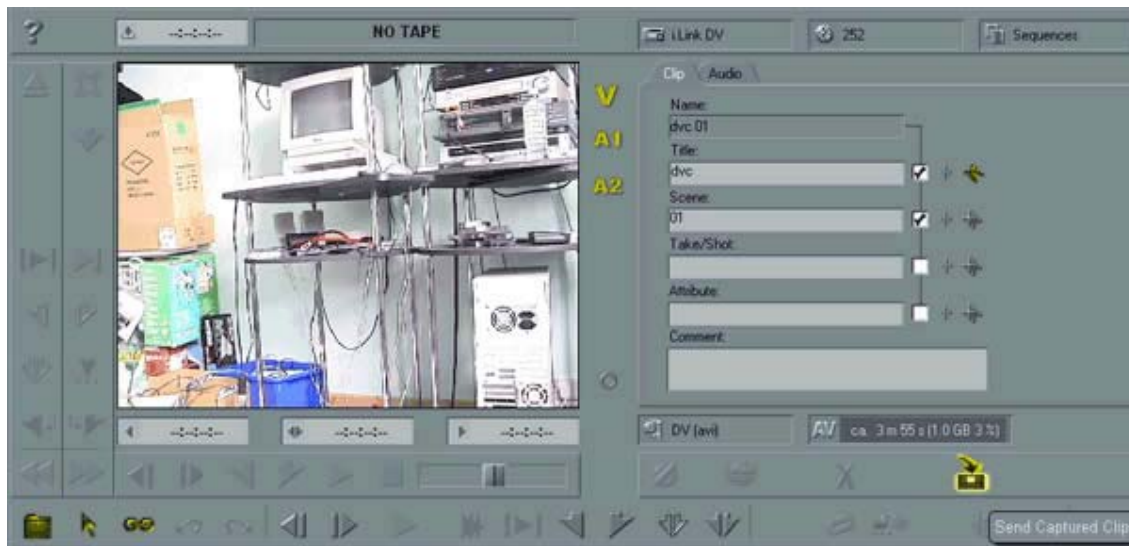 ?
--:--:--
NO TAPE
i.Link DV
252
Sequences
Clip
Audio
V
A1
A2
Name:
dvc 01
Title:
dvc
Scene:
01
Take/Shot:
Attribute:
Comment:
--:--:--
--:--:--
--:--:--
DV (avi)
AV
ca. 3 m 55 s (1.0 GB 3 %)
Send Captured Clip